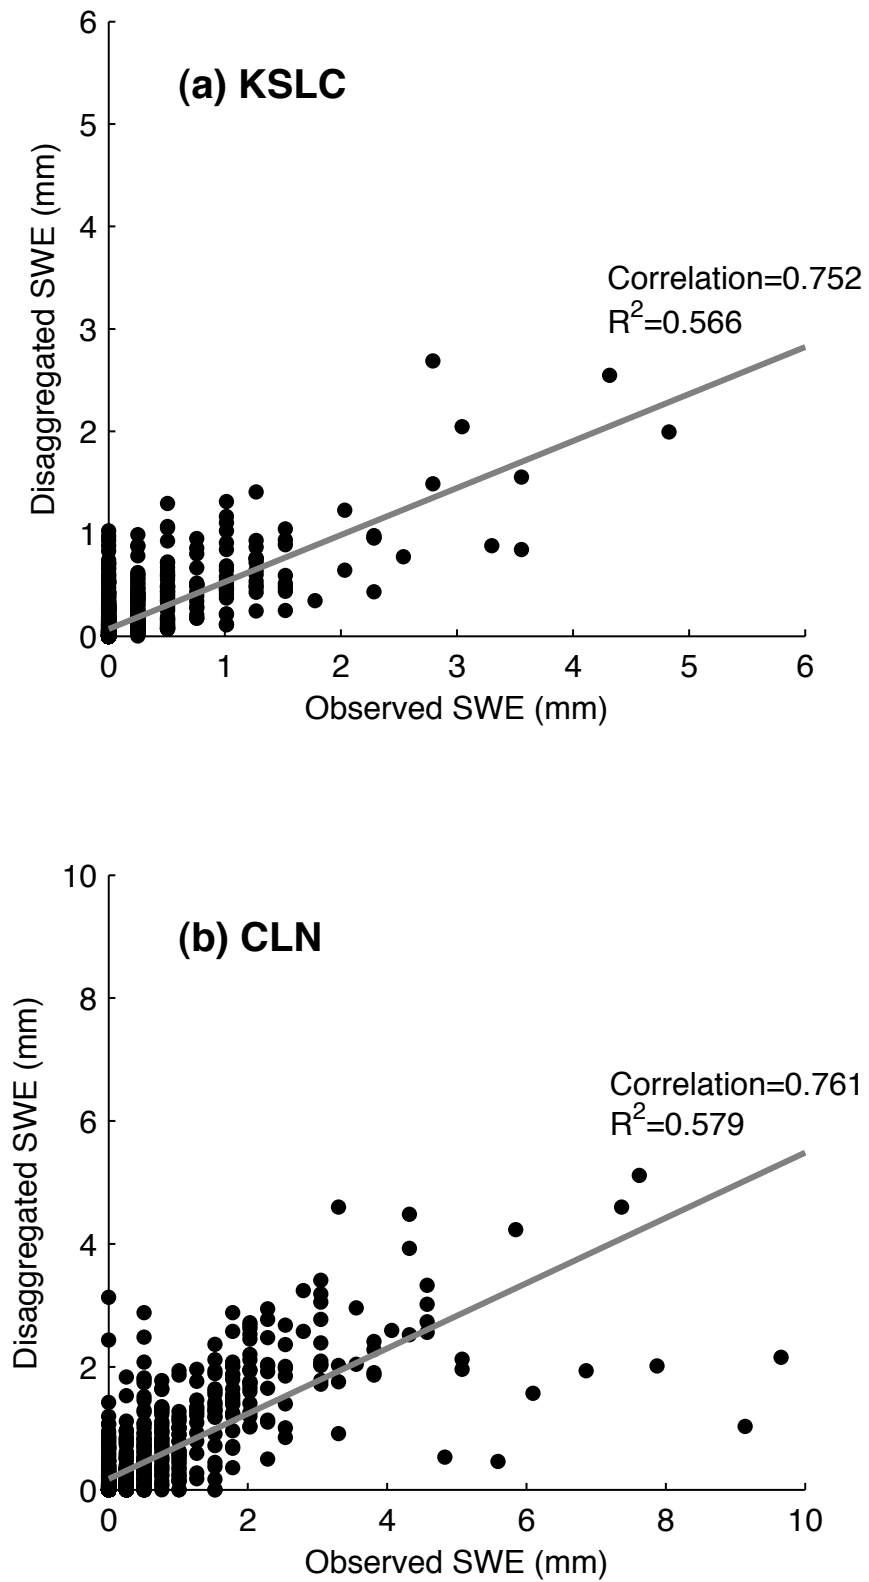 6
(a) KSLC
5
4
Correlation=0.752
R²=0.566
3
2
1
0
0 1 2 3 4 5 6
Disaggregated SWE (mm)
Observed SWE (mm)
10
(b) CLN
8
Correlation=0.761
6
R²=0.579
4
2
0
0 2 4 6 8 10
Disaggregated SWE (mm)
Observed SWE (mm)